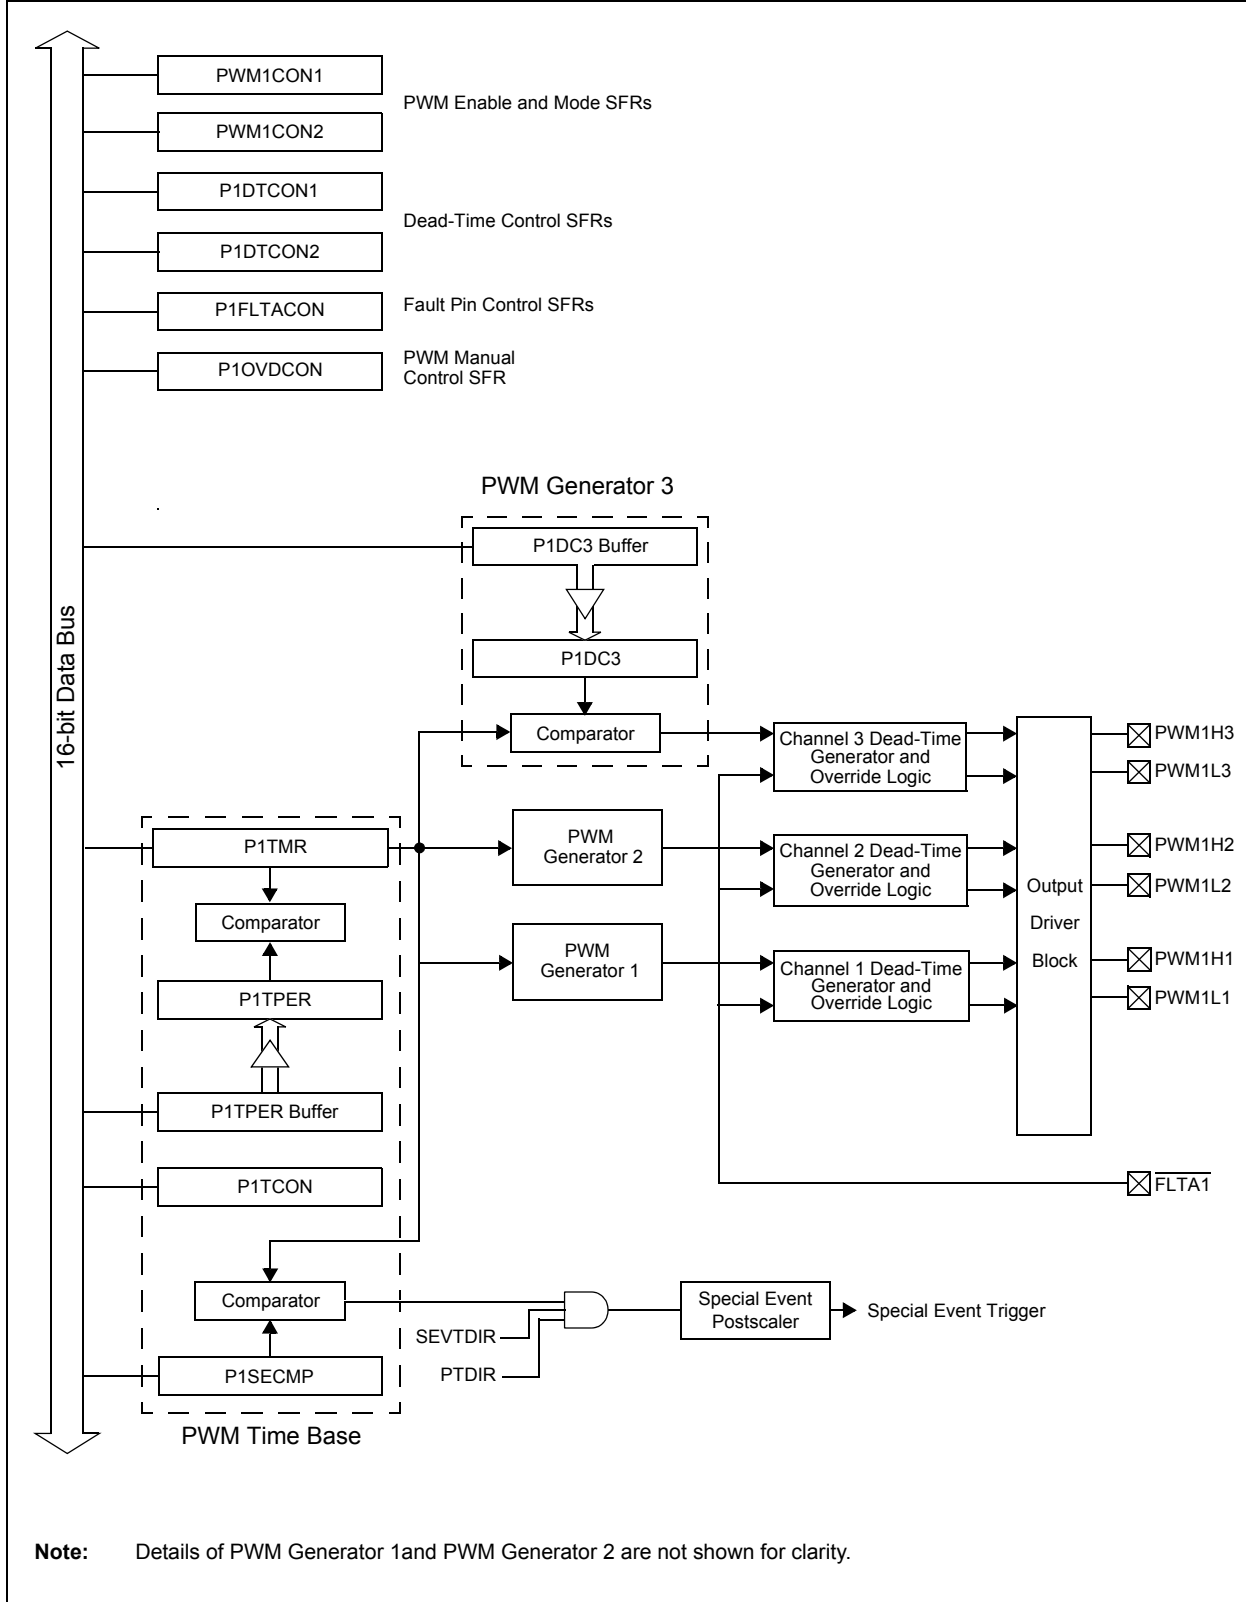 PWM1CON1
PWM Enable and Mode SFRs
PWM1CON2
P1DTCON1
Dead-Time Control SFRs
P1DTCON2
P1FLTACON
Fault Pin Control SFRs
P1OVDCON
PWM Manual
Control SFR
16-bit Data Bus
PWM Generator 3
P1DC3 Buffer
P1DC3
Comparator
Channel 3 Dead-Time
Generator and
Override Logic
PWM1H3
PWM1L3
P1TMR
PWM
Generator 2
Channel 2 Dead-Time
Generator and
Override Logic
PWM1H2
PWM1L2
Output
Driver
Block
Comparator
PWM
Generator 1
Channel 1 Dead-Time
Generator and
Override Logic
PWM1H1
PWM1L1
P1TPER
P1TPER Buffer
P1TCON
FLTA1
Comparator
SEVTDIR
PTDIR
Special Event
Postscaler
Special Event Trigger
P1SECMP
PWM Time Base
Note: Details of PWM Generator 1and PWM Generator 2 are not shown for clarity.